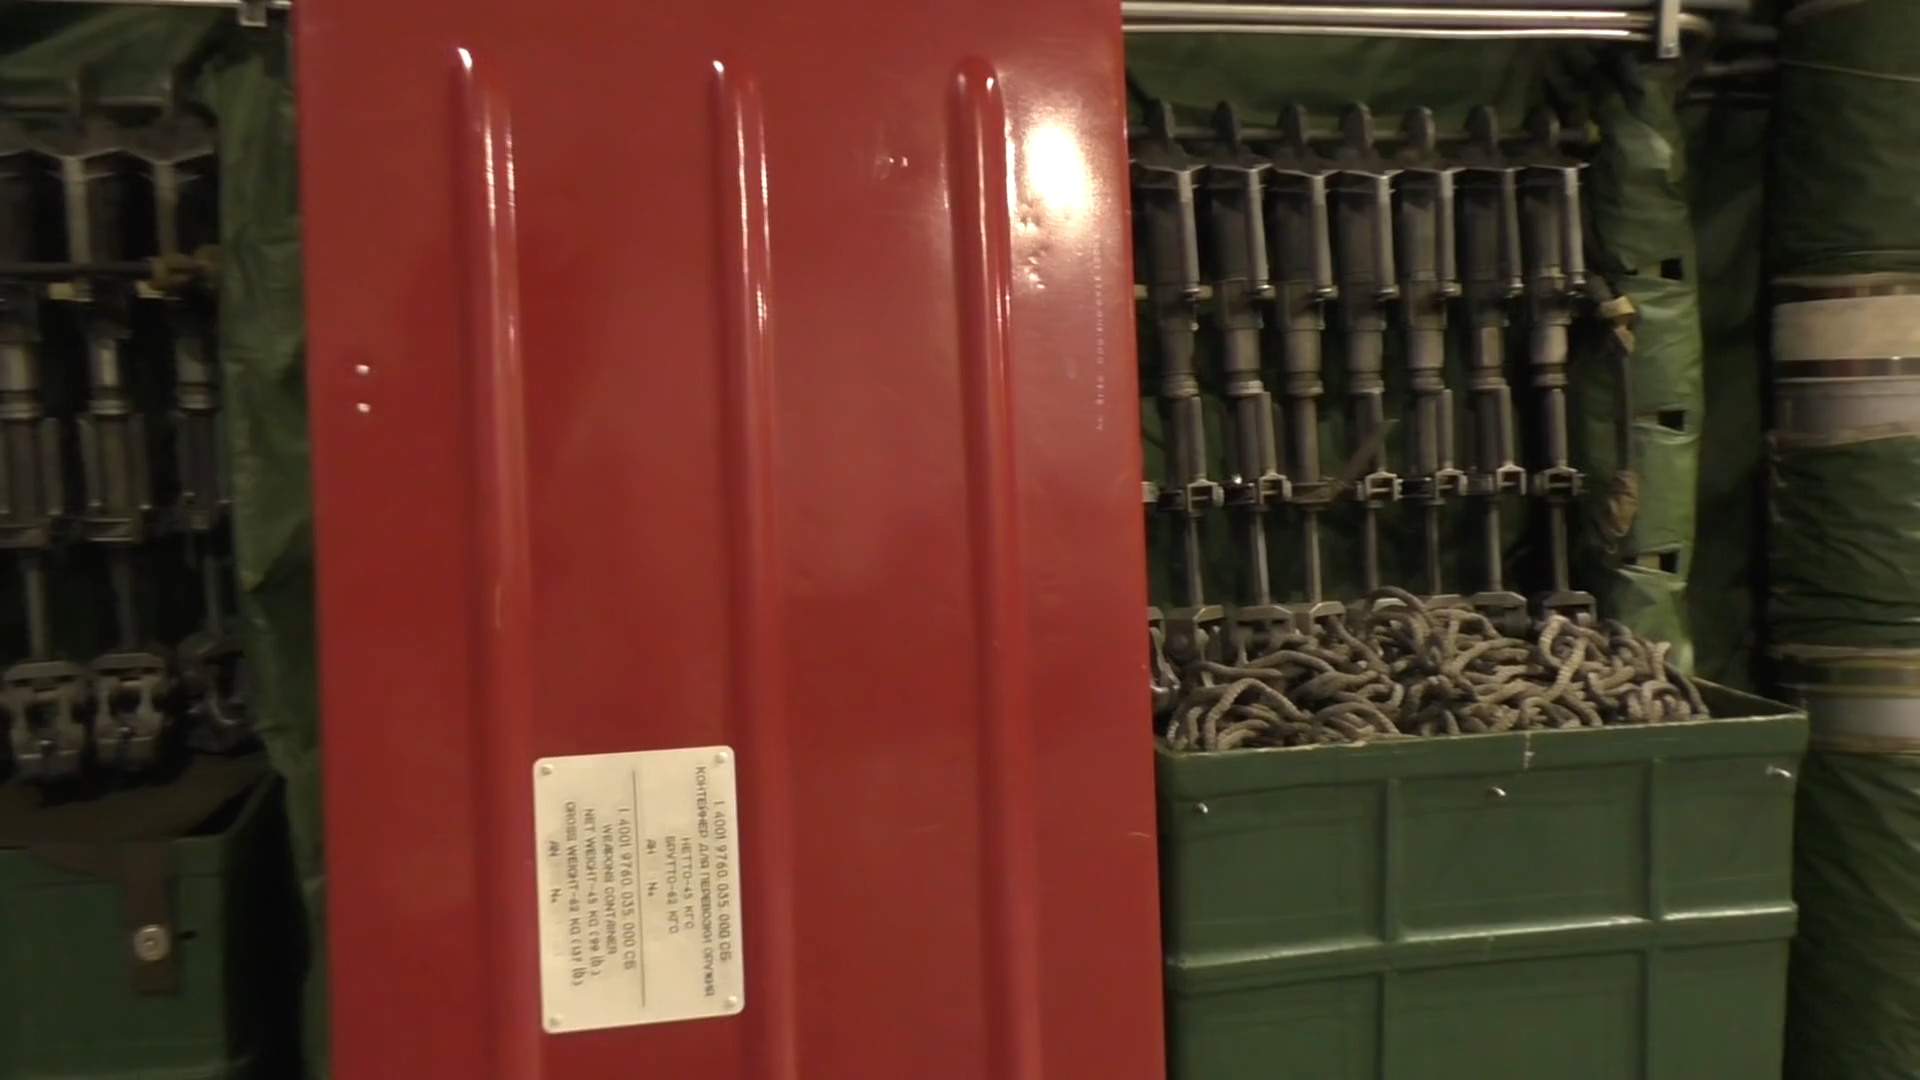 1.4001.9760.035.000 СБ
КОНТЕЙНЕР ДЛЯ ПЕРЕВОЗКИ ОРУЖИЯ
НЕТТО-45 КГС
БРУТТО-62 КГС
№
1.4001.9760.035.000 СБ
WEAPONS CONTAINER
NET WEIGHT-45 KG (99 lb.)
GROSS WEIGHT-62 KG (137 lb.)
№